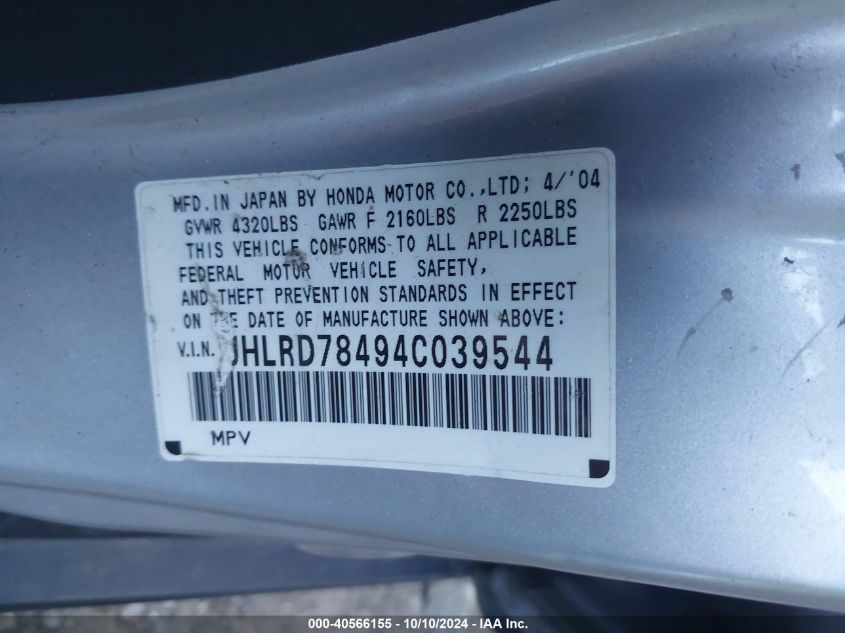 MFD. IN JAPAN BY HONDA MOTOR CO.,LTD; 4/'04
GVWR 4320LBS GAWR F 2160LBS R 2250LBS
THIS VEHICLE CONFORMS TO ALL APPLICABLE
FEDERAL MOTOR VEHICLE SAFETY,
AND THEFT PREVENTION STANDARDS IN EFFECT
ON THE DATE OF MANUFACTURE SHOWN ABOVE:
V.I.N. JHLRD78494C039544
MPV
000-40566155 - 10/10/2024 - IAA Inc.